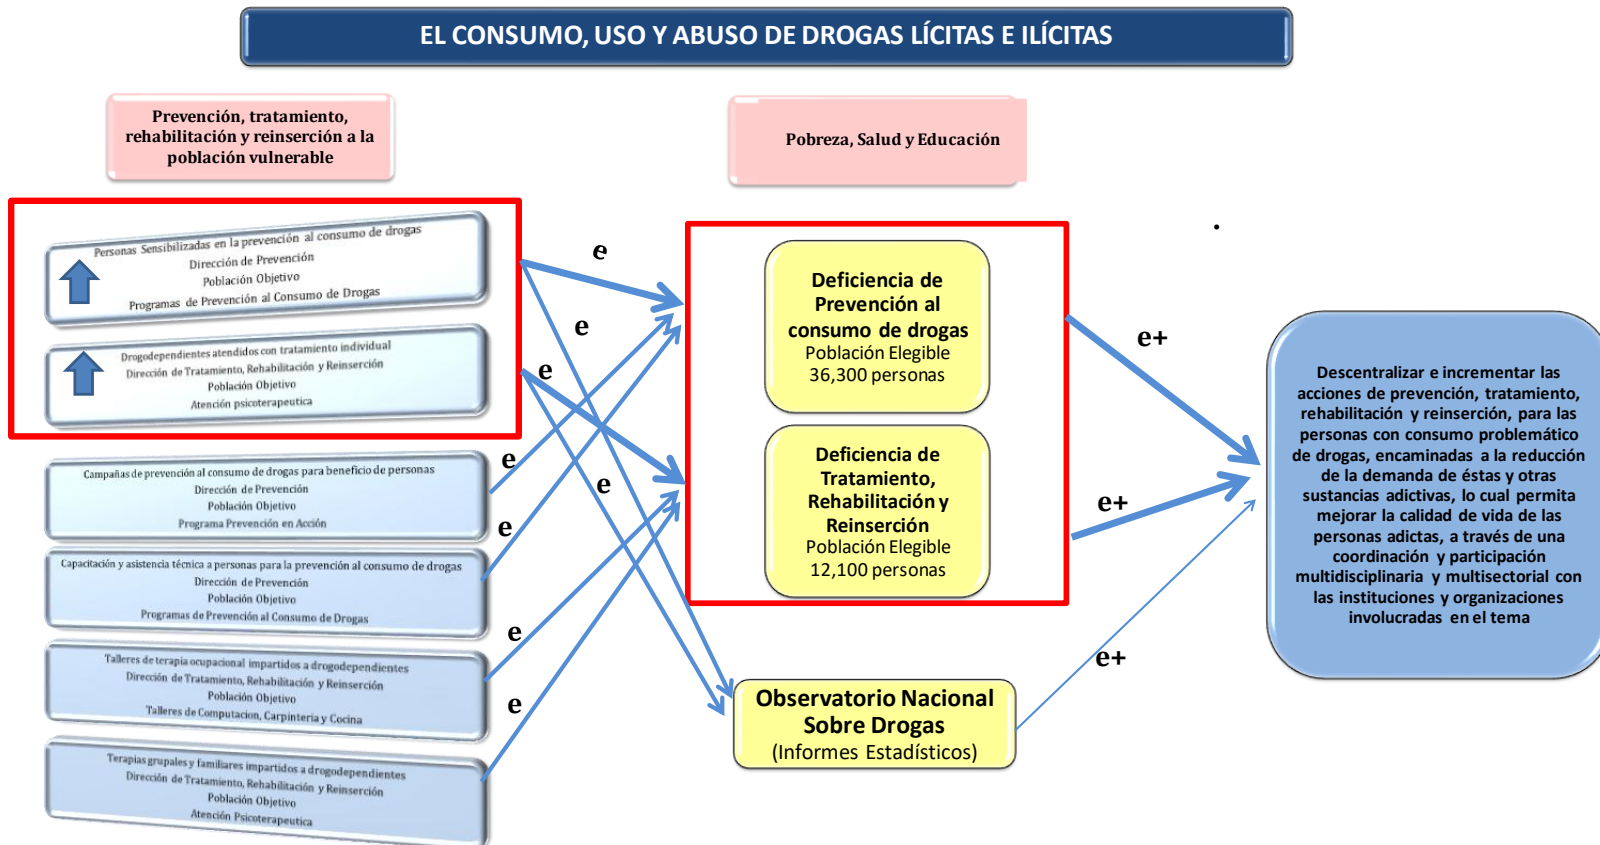 EL CONSUMO, USO Y ABUSO DE DROGAS LÍCITAS E ILÍCITAS
Prevención, tratamiento,
rehabilitación y reinserción a la
población vulnerable
Pobreza, Salud y Educación
Personas Sensibilizadas en la prevención al consumo de drogas
Dirección de Prevención
Población Objetivo
Programas de Prevención al Consumo de Drogas
Drogodependientes atendidos con tratamiento individual
Dirección de Tratamiento, Rehabilitación y Reinserción
Población Objetivo
Atención psicoterapeutica
Campañas de prevención al consumo de drogas para beneficio de personas
Dirección de Prevención
Población Objetivo
Programa Prevención en Acción
Capacitación y asistencia técnica a personas para la prevención al consumo de drogas
Dirección de Prevención
Población Objetivo
Programas de Prevención al Consumo de Drogas
Talleres de terapia ocupacional impartidos a drogodependientes
Dirección de Tratamiento, Rehabilitación y Reinserción
Población Objetivo
Talleres de Computacion, Carpinteria y Cocina
Terapias grupales y familiares impartidos a drogodependientes
Dirección de Tratamiento, Rehabilitación y Reinserción
Población Objetivo
Atención Psicoterapeutica
e
e
e
e
e
e
e
e
Deficiencia de
Prevención al
consumo de drogas
Población Elegible
36,300 personas
Deficiencia de
Tratamiento,
Rehabilitación y
Reinserción
Población Elegible
12,100 personas
Observatorio Nacional
Sobre Drogas
(Informes Estadísticos)
e+
e+
e+
.
Descentralizar e incrementar las
acciones de prevención, tratamiento,
rehabilitación y reinserción, para las
personas con consumo problemático
de drogas, encaminadas a la reducción
de la demanda de éstas y otras
sustancias adictivas, lo cual permita
mejorar la calidad de vida de las
personas adictas, a través de una
coordinación y participación
multidisciplinaria y multisectorial con
las instituciones y organizaciones
involucradas en el tema